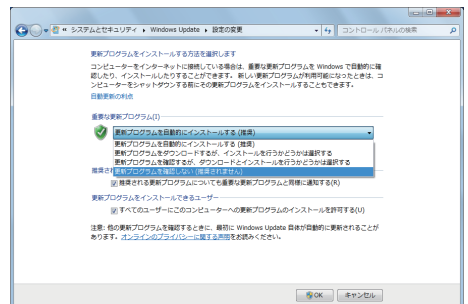 « システムとセキュリティ ▸ Windows Update ▸ 設定の変更
コントロール パネルの検索
更新プログラムをインストールする方法を選択します
コンピューターをインターネットに接続している場合は、重要な更新プログラムを Windows で自動的に確
認したり、インストールしたりすることができます。 新しい更新プログラムが利用可能になったときは、コ
ンピューターをシャットダウンする前にその更新プログラムをインストールすることもできます。
自動更新の利点
重要な更新プログラム(I)
更新プログラムを自動的にインストールする (推奨)
更新プログラムを自動的にインストールする (推奨)
更新プログラムをダウンロードするが、インストールを行うかどうかは選択する
更新プログラムを確認するが、ダウンロードとインストールを行うかどうかは選択する
更新プログラムを確認しない (推奨されません)
推奨さ
推奨される更新プログラムについても重要な更新プログラムと同様に通知する(R)
更新プログラムをインストールできるユーザー
すべてのユーザーにこのコンピューターへの更新プログラムのインストールを許可する(U)
注意: 他の更新プログラムを確認するときに、最初に Windows Update 自体が自動的に更新されることが
あります。オンラインのプライバシーに関する声明をお読みください。
OK
キャンセル